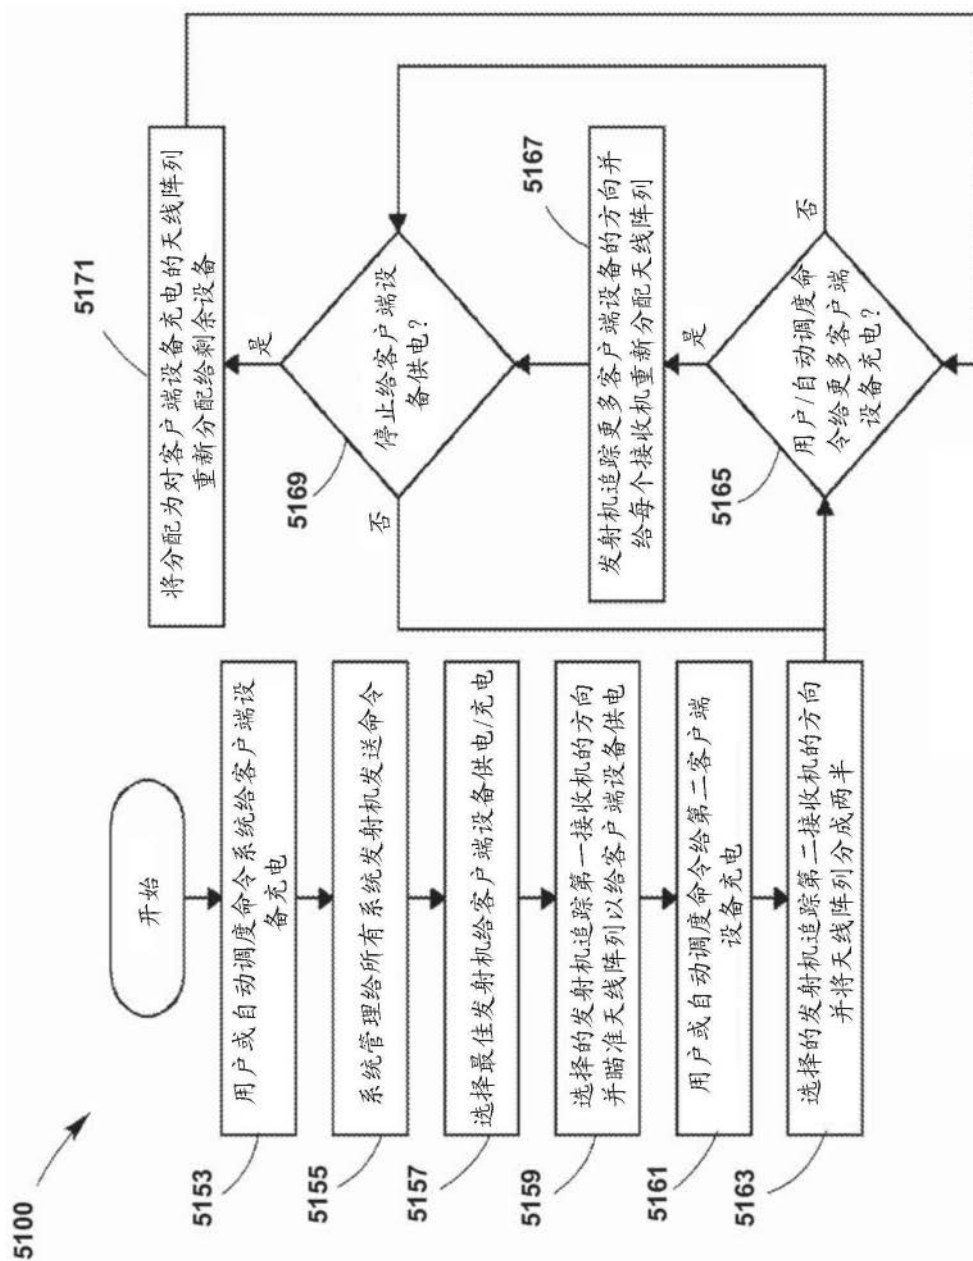 5100
开始
5153
用户或自动调度命令系统给客户端设
备充电
5155
系统管理给所有系统发射机发送命令
5157
选择最佳发射机给客户端设备供电/充电
5159
选择的发射机追踪第一接收机的方向
并瞄准天线阵列以给客户端设备供电
5161
用户或自动调度命令给第二客户端
设备充电
5163
选择的发射机追踪第二接收机的方向
并将天线阵列分成两半
5165
用户/自动调度命
令给更多客户端
设备充电?
是
否
5167
发射机追踪更多客户端设备的方向并
给每个接收机重新分配天线阵列
5169
停止给客户端设
备供电?
是
否
5171
将分配为对客户端设备充电的天线阵列
重新分配给剩余设备